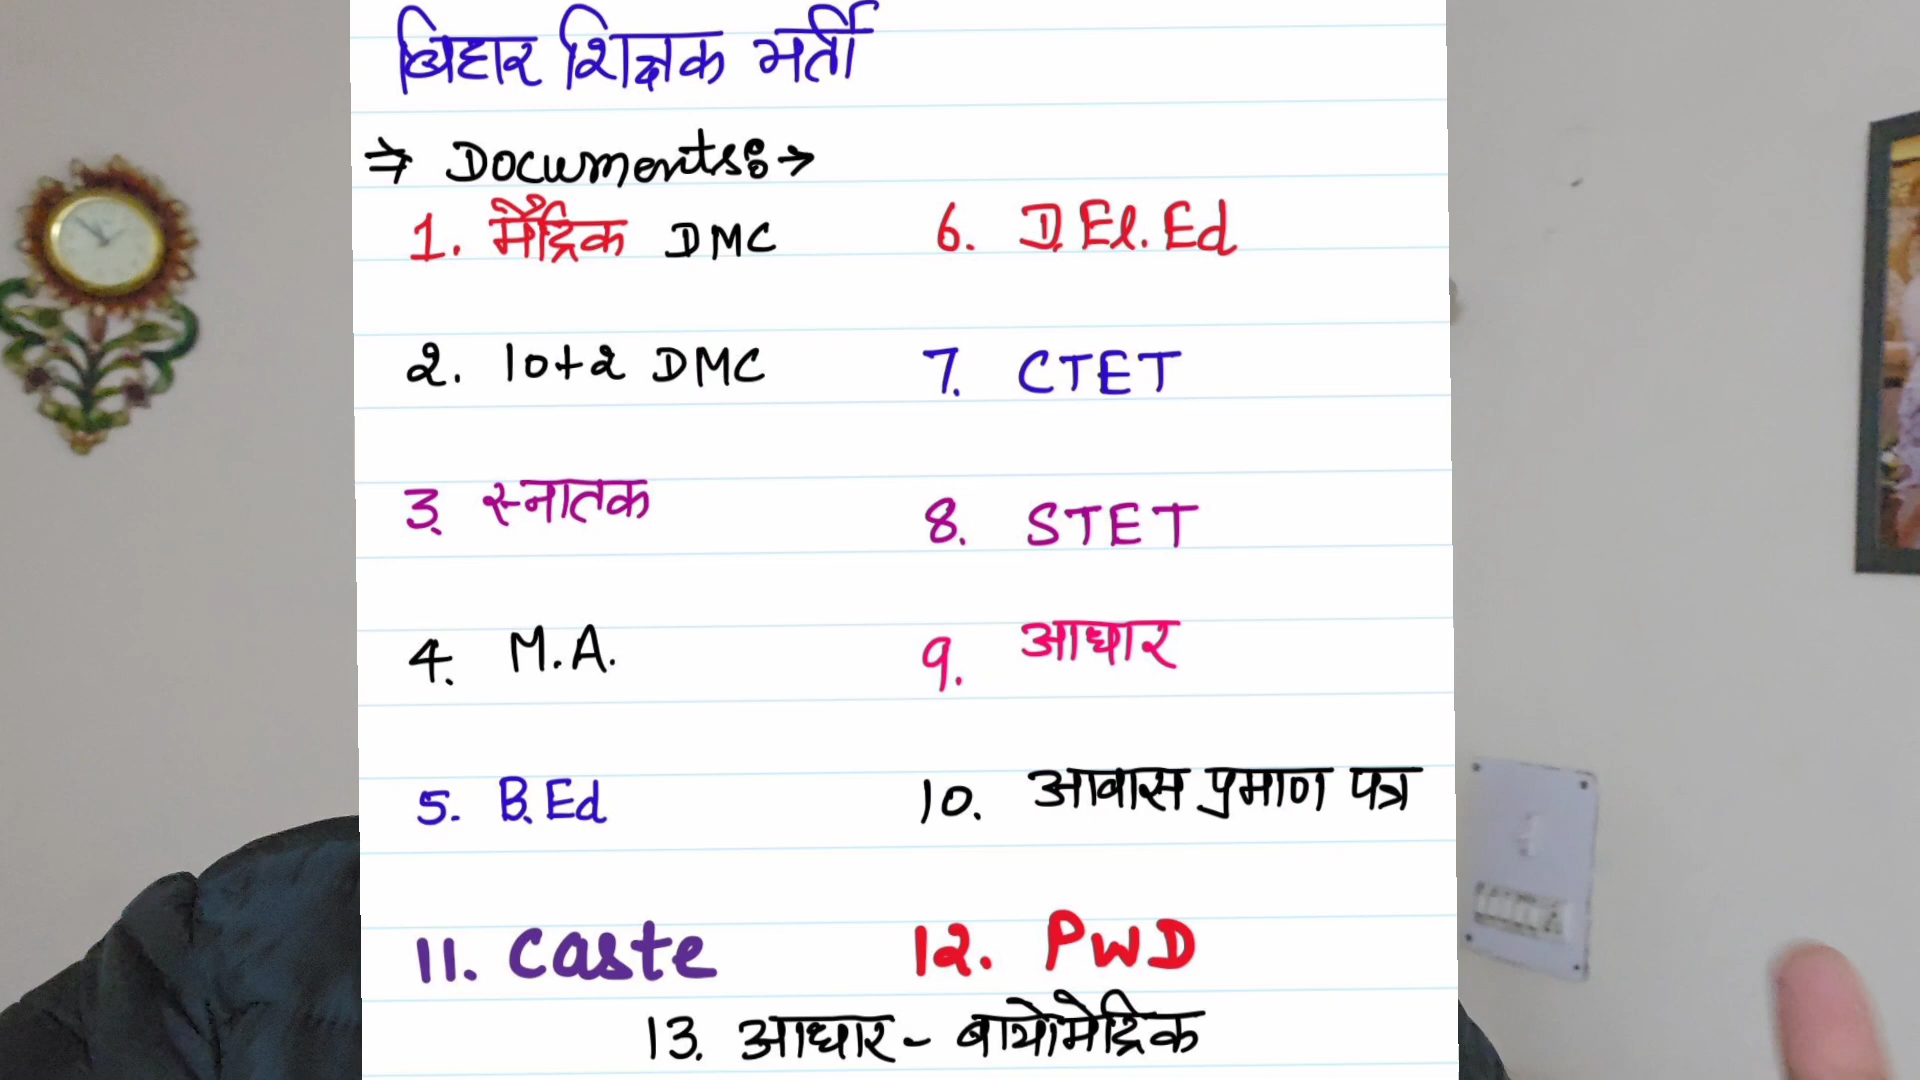 बिहार शिक्षक भर्ती
⇒ Documents:→
1. मैट्रिक DMC
2. 10+2 DMC
3. स्नातक
4. M.A.
5. B.Ed
6. D.El.Ed
7. CTET
8. STET
9. आधार
10. आवास प्रमाण पत्र
11. Caste
12. PWD
13. आधार - बायोमैट्रिक